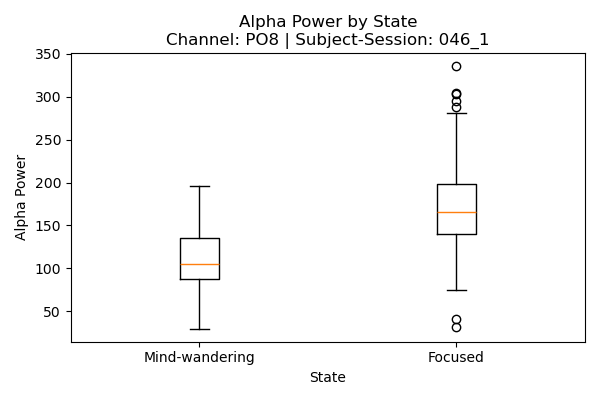 Alpha Power by State
Channel: PO8 | Subject-Session: 046_1
350
300
250
200
150
100
50
Alpha Power
Mind-wandering
Focused
State